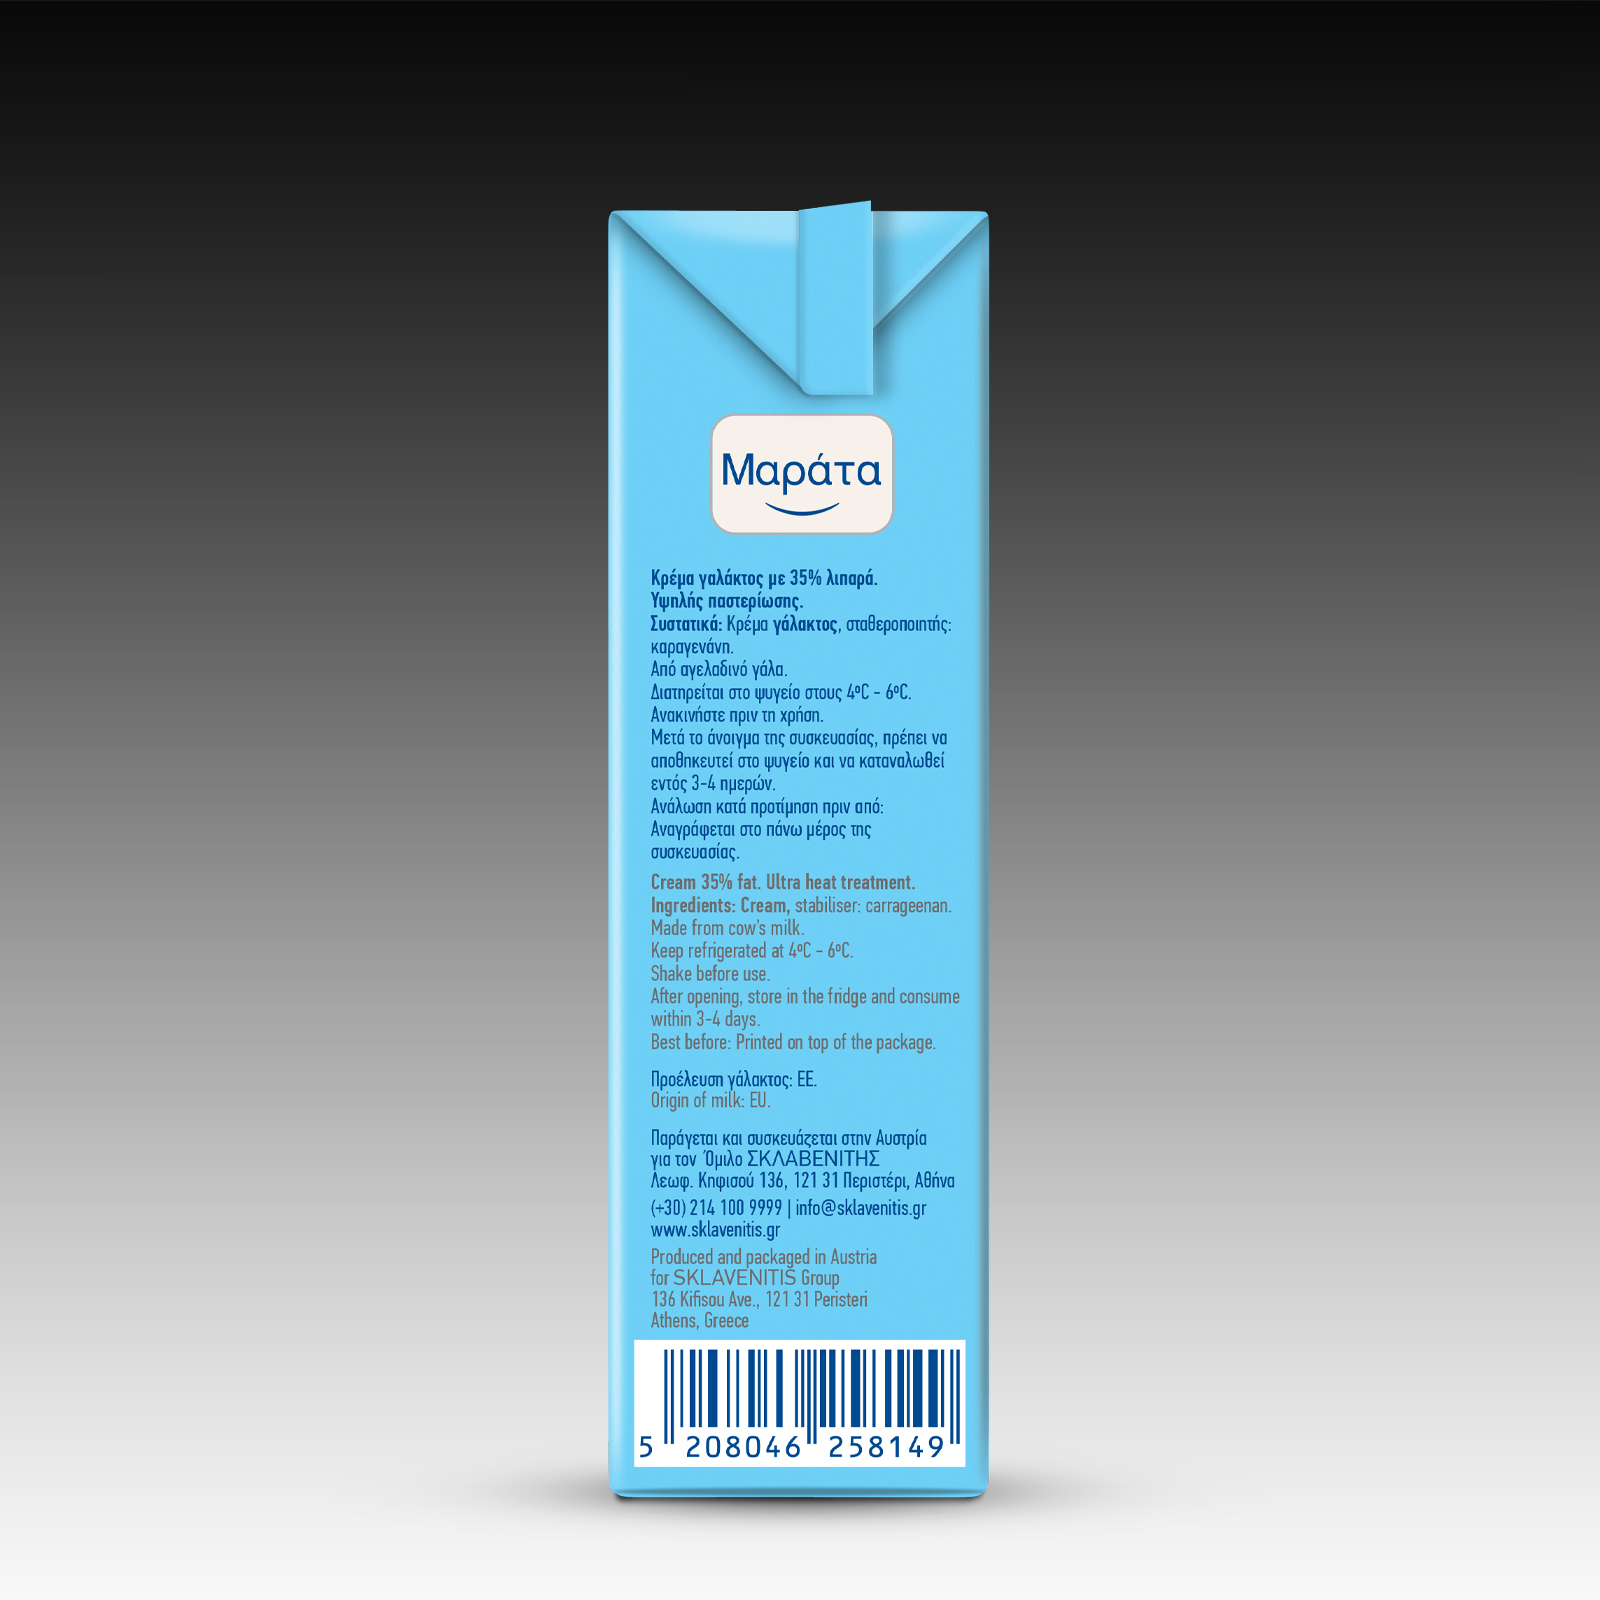 Μαράτα
Κρέμα γαλάκτος με 35% λιπαρά.
Υψηλής παστερίωσης.
Συστατικά: Κρέμα γάλακτος, σταθεροποιητής:
καραγενάνη.
Από αγελαδινό γάλα.
Διατηρείται στο ψυγείο στους 4ºC - 6ºC.
Ανακινήστε πριν τη χρήση.
Μετά το άνοιγμα της συσκευασίας, πρέπει να
αποθηκευτεί στο ψυγείο και να καταναλωθεί
εντός 3-4 ημερών.
Ανάλωση κατά προτίμηση πριν από:
Αναγράφεται στο πάνω μέρος της
συσκευασίας.
Cream 35% fat. Ultra heat treatment.
Ingredients: Cream, stabiliser: carrageenan.
Made from cow's milk.
Keep refrigerated at 4ºC - 6ºC.
Shake before use.
After opening, store in the fridge and consume
within 3-4 days.
Best before: Printed on top of the package.
Προέλευση γάλακτος: ΕΕ.
Origin of milk: EU.
Παράγεται και συσκευάζεται στην Αυστρία
για τον Όμιλο ΣΚΛΑΒΕΝΙΤΗΣ
Λεωφ. Κηφισού 136, 121 31 Περιστέρι, Αθήνα
(+30) 214 100 9999 | info@sklavenitis.gr
www.sklavenitis.gr
Produced and packaged in Austria
for SKLAVENITIS Group
136 Kifisou Ave., 121 31 Peristeri
Athens, Greece
5 208046 258149